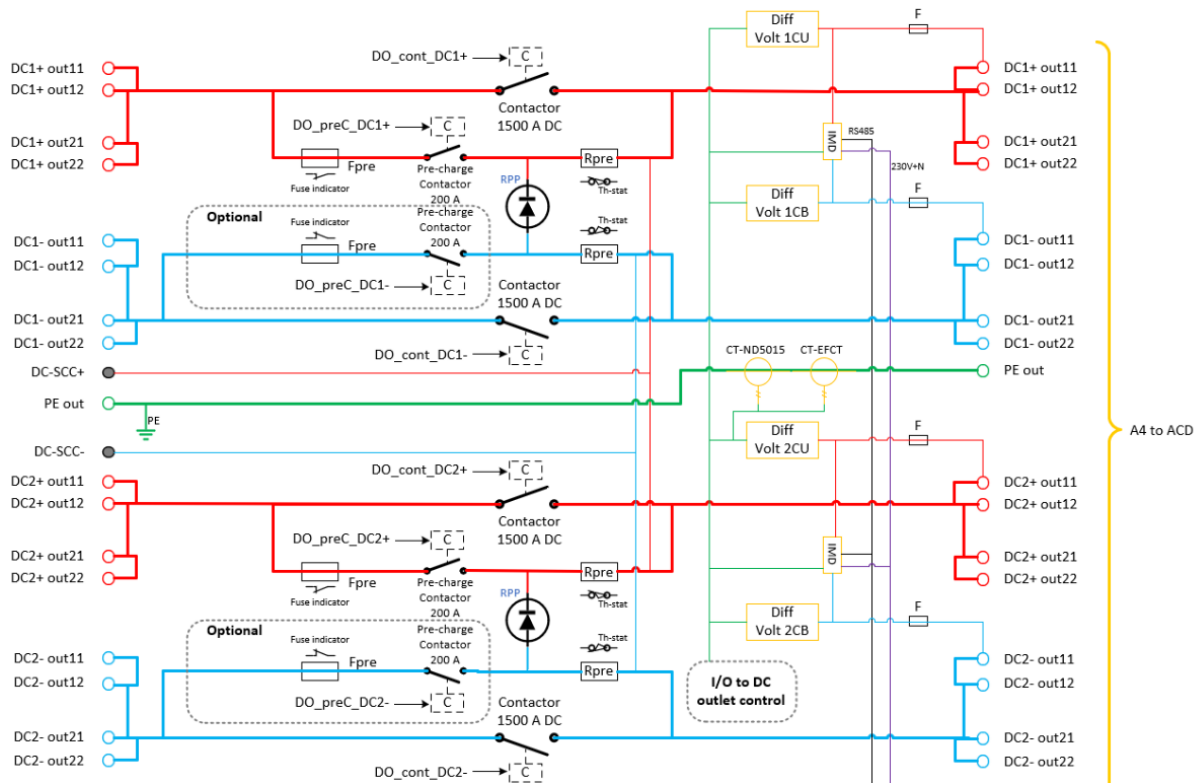 Diff
Volt 1CU
F
DO_cont_DC1+
C
DC1+ out11
DC1+ out12
DC1+ out11
DC1+ out12
Contactor
1500 A DC
DO_preC_DC1+
C
IMD
RS485
DC1+ out21
DC1+ out22
DC1+ out21
DC1+ out22
Fpre
Fuse indicator
Pre-charge
Contactor
200 A
Rpre
Th-stat
RPP
230V+N
Diff
Volt 1CB
F
Optional
Fuse indicator
Pre-charge
Contactor
200 A
Th-stat
Fpre
Rpre
DC1- out11
DC1- out12
DC1- out11
DC1- out12
DO_preC_DC1-
C
Contactor
1500 A DC
DC1- out21
DC1- out22
DC1- out21
DC1- out22
DO_cont_DC1-
C
CT-ND5015
CT-EFCT
DC-SCC+
PE out
PE out
PE
A4 to ACD
Diff
Volt 2CU
F
DC-SCC-
DO_cont_DC2+
C
DC2+ out11
DC2+ out12
DC2+ out11
DC2+ out12
Contactor
1500 A DC
DO_preC_DC2+
C
IMD
DC2+ out21
DC2+ out22
DC2+ out21
DC2+ out22
Fpre
Fuse indicator
Pre-charge
Contactor
200 A
Rpre
Th-stat
RPP
Diff
Volt 2CB
F
Optional
Fuse indicator
Pre-charge
Contactor
200 A
Th-stat
Fpre
Rpre
DC2- out11
DC2- out12
DC2- out11
DC2- out12
DO_preC_DC2-
C
I/O to DC
outlet control
Contactor
1500 A DC
DC2- out21
DC2- out22
DC2- out21
DC2- out22
DO_cont_DC2-
C